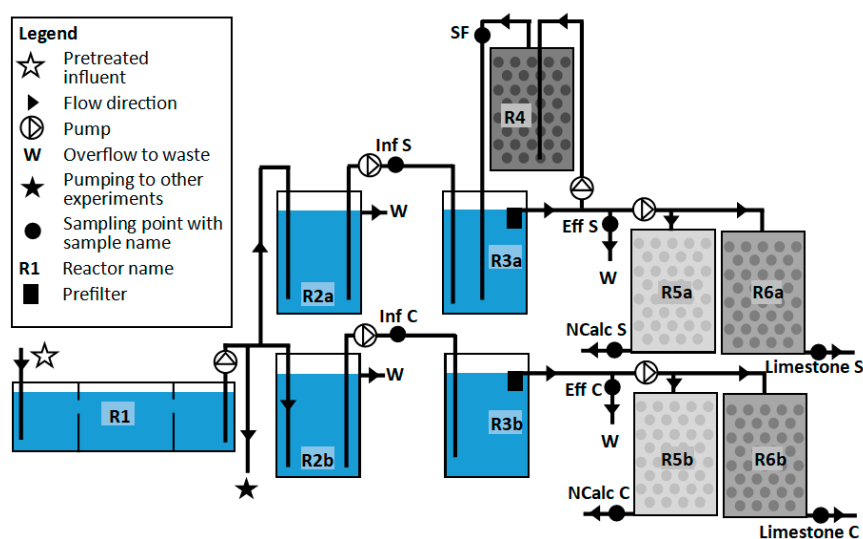 Legend
Pretreated
influent
Flow direction
Pump
W Overflow to waste
Pumping to other
experiments
Sampling point with
sample name
R1 Reactor name
Prefilter
SF
R4
Inf S
W
R2a
R3a
Eff S
W
R5a
R6a
NCalc S
Limestone S
Inf C
R1
W
R2b
R3b
Eff C
W
R5b
R6b
NCalc C
Limestone C